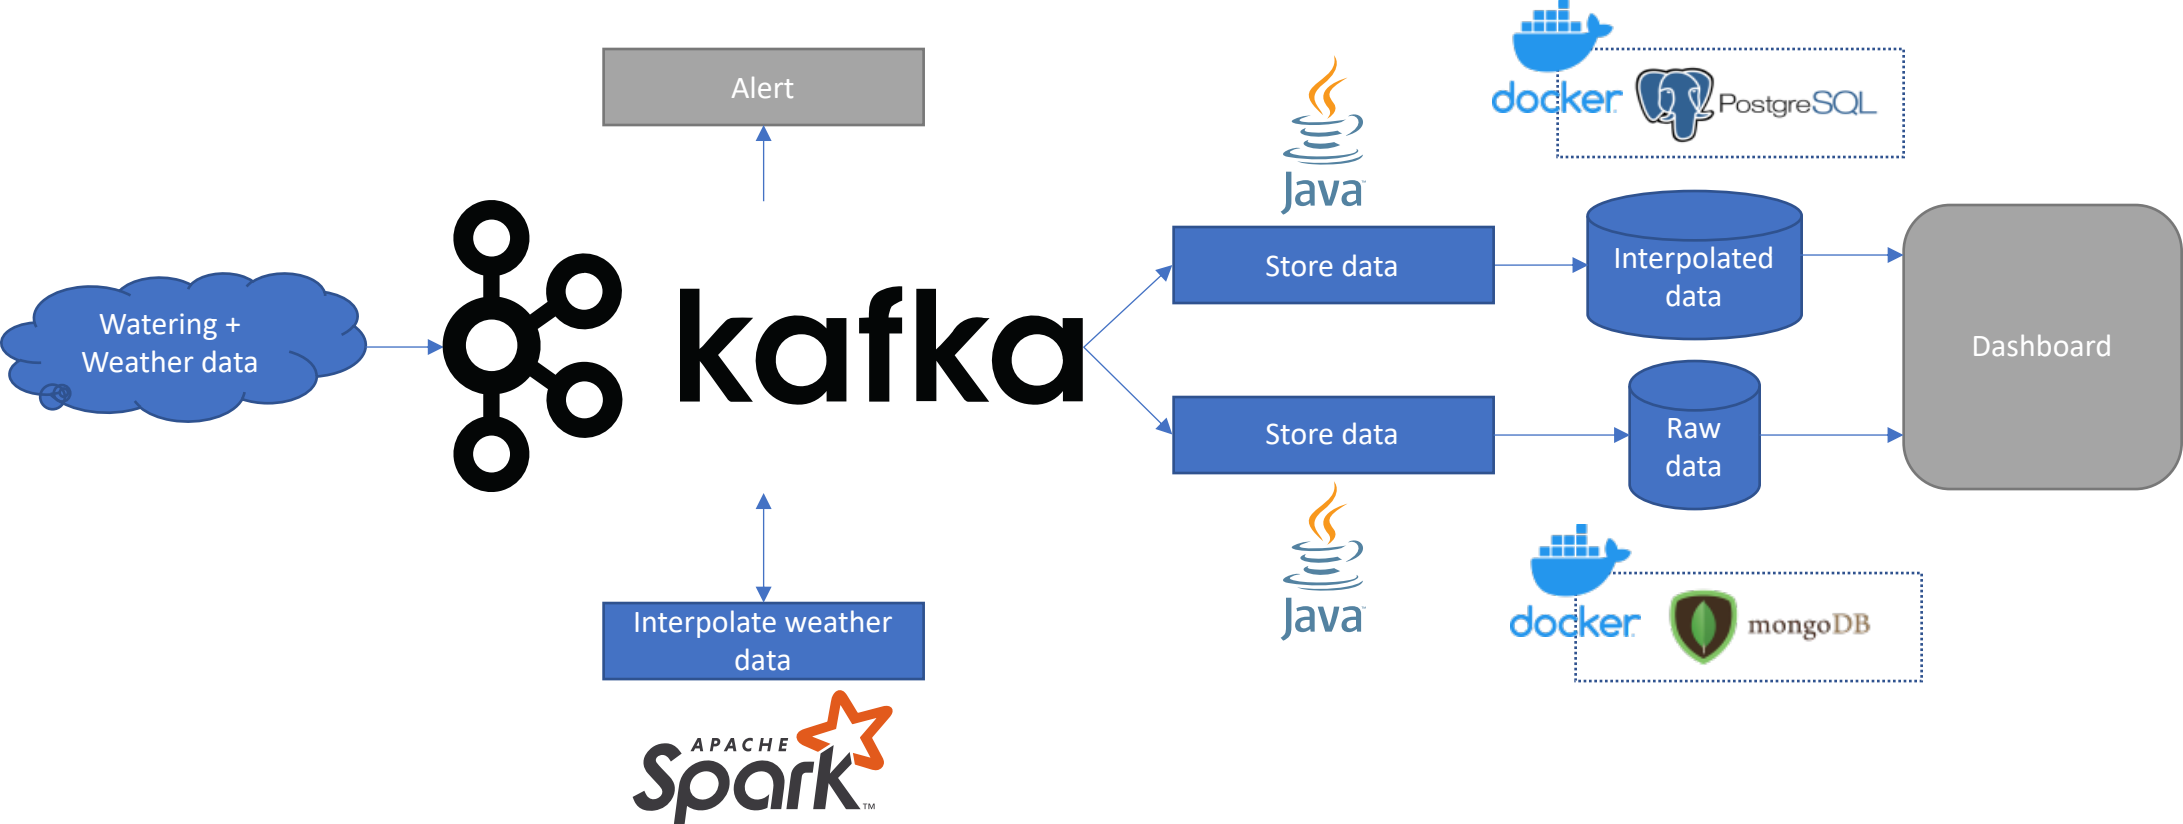 Alert
docker
PostgreSQL
Java
Store data
Interpolated
data
Watering +
Weather data
kafka
Dashboard
Store data
Raw
data
Java
docker
mongoDB
Interpolate weather
data
APACHE
Spark™